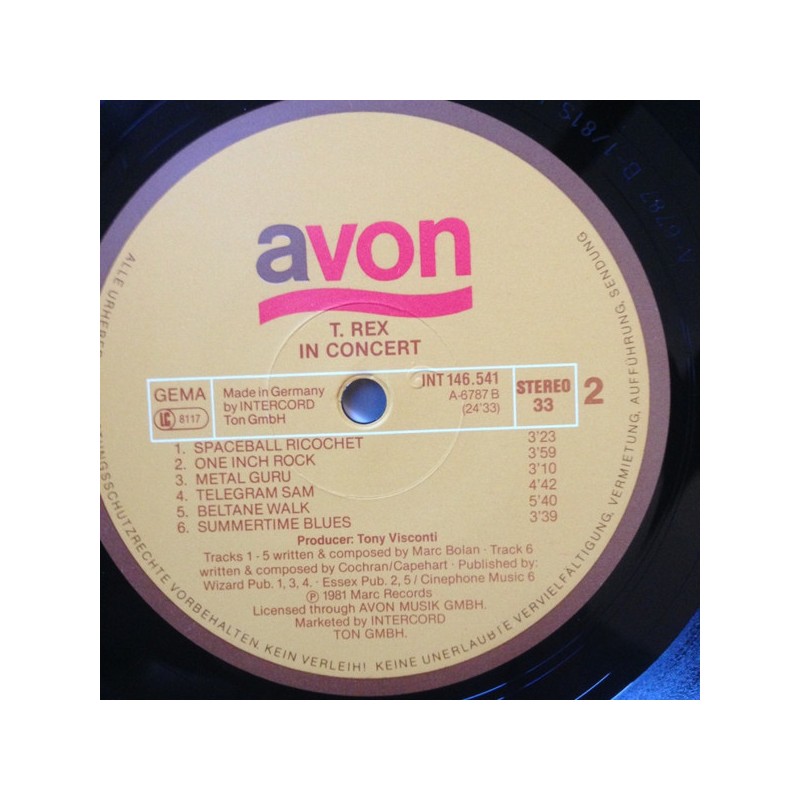 avon
T. REX
IN CONCERT
GEMA
LC 8117
Made in Germany
by INTERCORD
Ton GmbH
INT 146.541
A-6787 B
(24'33)
STEREO
33
2
1. SPACEBALL RICOCHET 3'23
2. ONE INCH ROCK 3'59
3. METAL GURU 3'10
4. TELEGRAM SAM 4'42
5. BELTANE WALK 5'40
6. SUMMERTIME BLUES 3'39
Producer: Tony Visconti
Tracks 1 - 5 written & composed by Marc Bolan · Track 6
written & composed by Cochran/Capehart · Published by:
Wizard Pub. 1, 3, 4, · Essex Pub. 2, 5 / Cinephone Music 6
Ⓟ 1981 Marc Records
Licensed through AVON MUSIK GMBH.
Marketed by INTERCORD
TON GMBH.
ALLE TUNGSSCHUTZRECHTE VORBEHALTEN. KEIN VERLEIH! KEINE UNERLAUBTE VERVIELFÄLTIGUNG, VERMIETUNG, AUFFÜHRUNG, SENDUNG
6787 B-1/81S